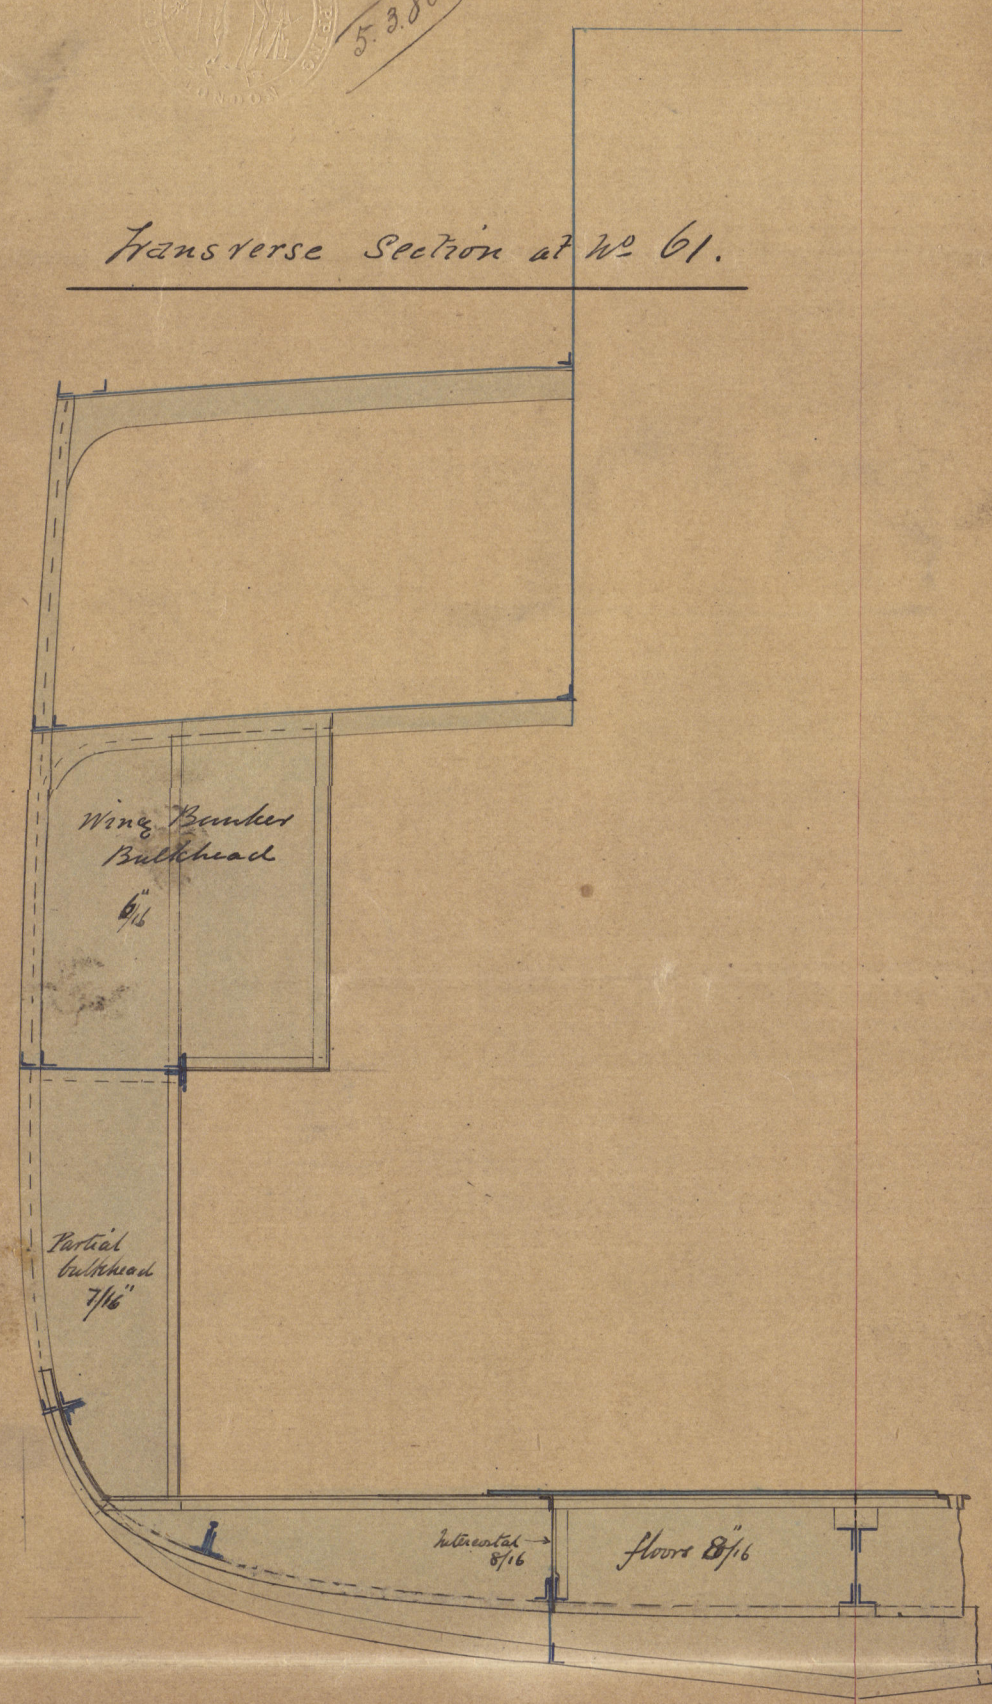 LONDON
Transverse Section at Nº 61.
Wing Bunker
Bulkhead
6/16"
Partial
bulkhead
7/16"
Intercostal
8/16
floors 8/16"